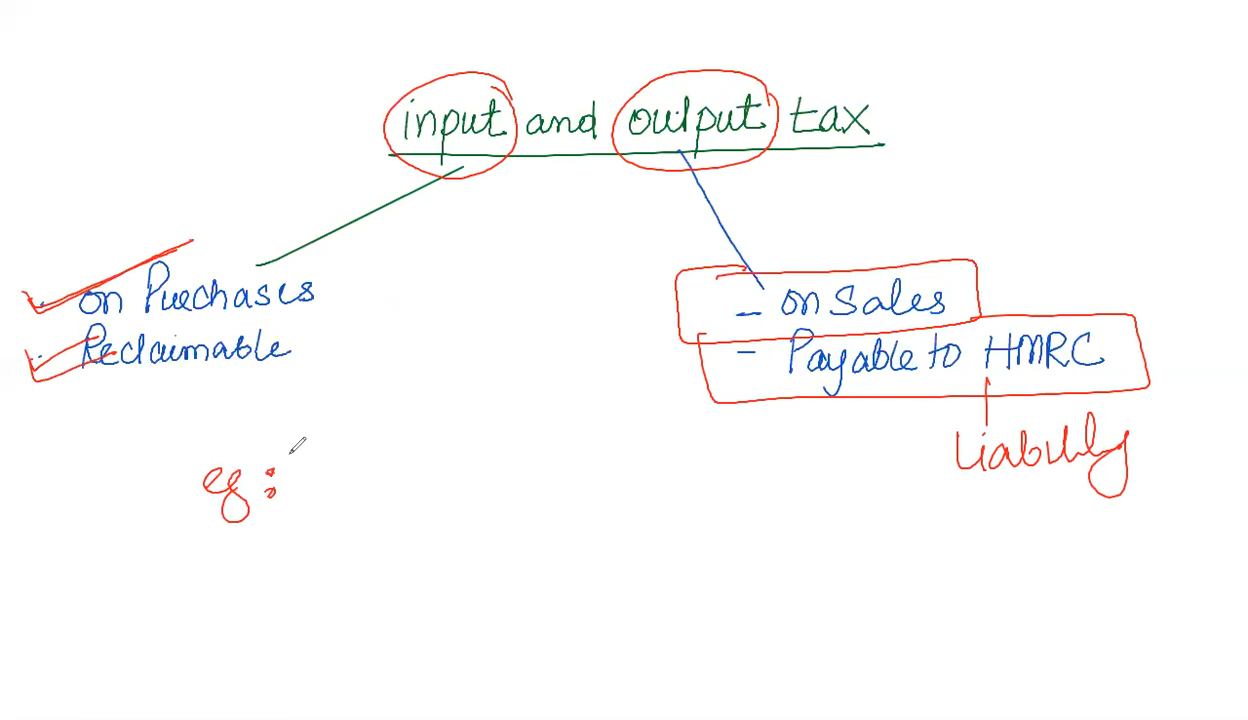 input and output tax
on Purchases
- on Sales
Reclaimable
- Payable to HMRC
Liability
eg :